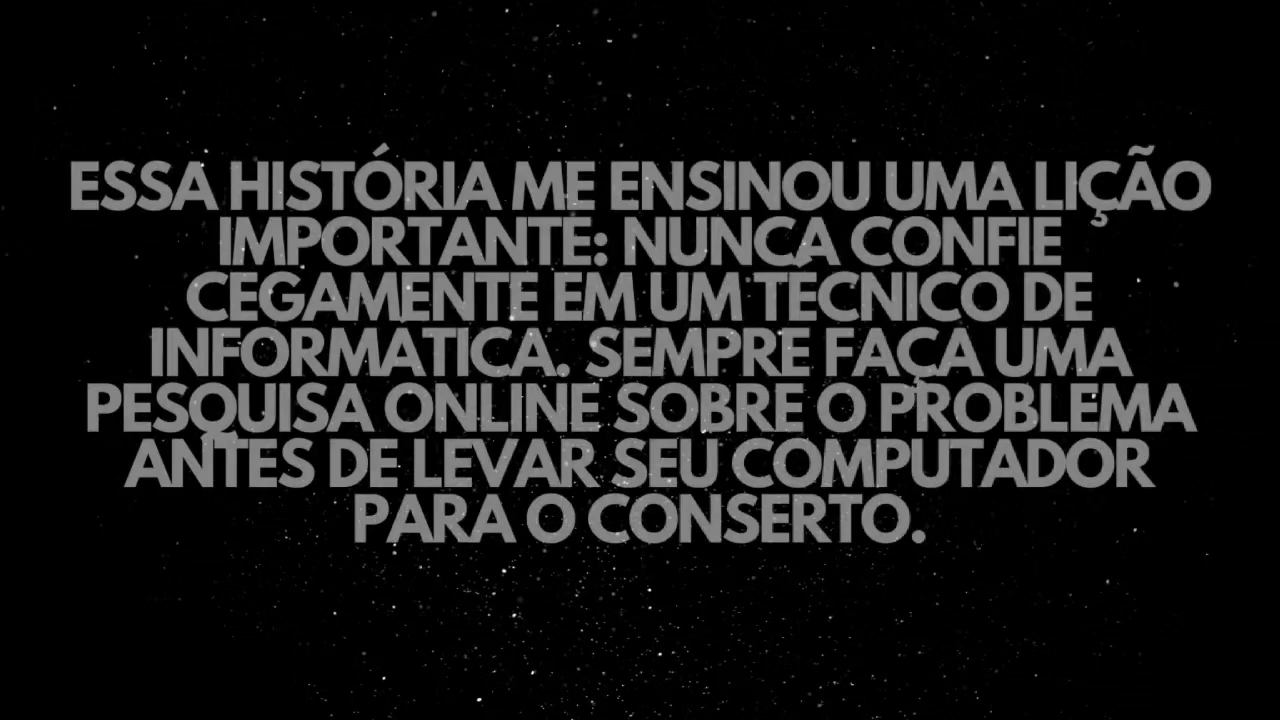 ESSA HISTÓRIA ME ENSINOU UMA LIÇÃO
IMPORTANTE: NUNCA CONFIE
CEGAMENTE EM UM TÉCNICO DE
INFORMATICA. SEMPRE FAÇA UMA
PESQUISA ONLINE SOBRE O PROBLEMA
ANTES DE LEVAR SEU COMPUTADOR
PARA O CONSERTO.